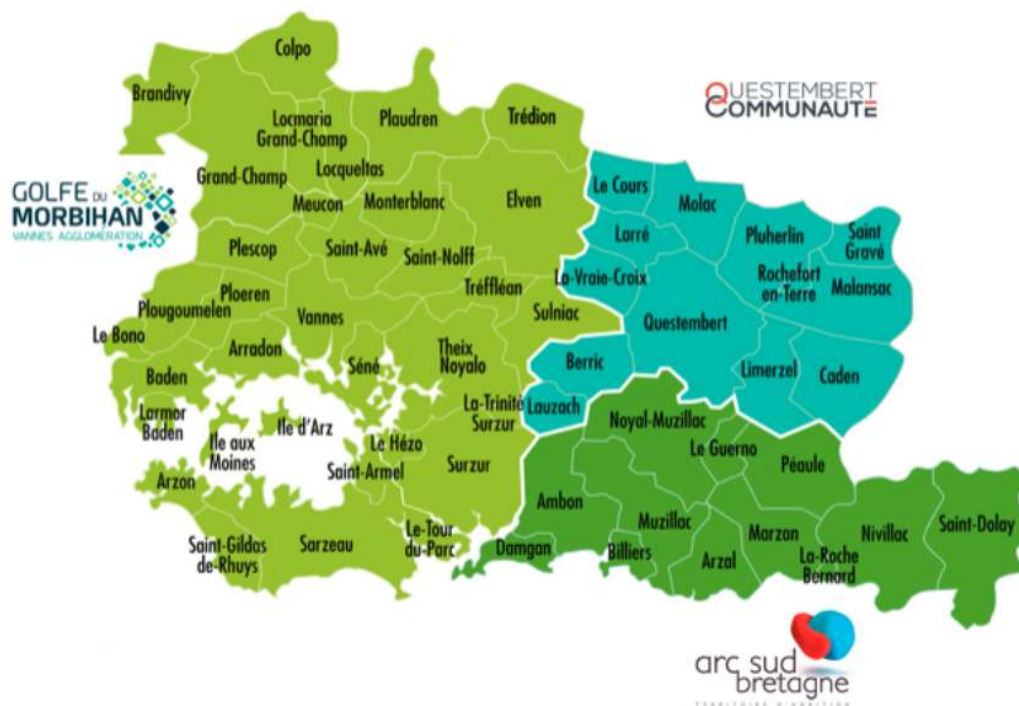 Colpo
Brandivy
QUESTEMBERT
COMMUNAUTÉ
Locmaria
Grand-Champ
Plaudren
Trédion
Grand-Champ
Locqueltas
Le Cours
GOLFE DU
MORBIHAN
VANNES AGGLOMÉRATION
Meucon
Monterblanc
Elven
Molac
Larré
Pluherlin
Saint
Gravé
Plescop
Saint-Avé
Saint-Nolff
La-Vraie-Croix
Rochefort
en-Terre
Malansac
Tréffléan
Ploeren
Plougoumelen
Vannes
Sulniac
Questembert
Le Bono
Arradon
Séné
Theix
Noyalo
Berric
Limerzel
Caden
Baden
Larmor
Baden
Ile d'Arz
La-Trinité
Surzur
Lauzach
Noyal-Muzillac
Ile aux
Moines
Le Hézo
Le Guerno
Péaule
Saint-Armel
Surzur
Arzon
Ambon
Muzillac
Marzan
Nivillac
Saint-Dolay
Saint-Gildas
de-Rhuys
Sarzeau
Le-Tour
du-Parc
Damgan
Billiers
Arzal
La-Roche
Bernard
arc sud
bretagne
TERRITOIRE D'AMBITION